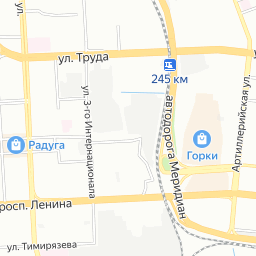 ул. Труда
245 км
ул. 3-го Интернационала
автодорога Меридиан
Артиллерийская ул.
Радуга
Горки
просп. Ленина
ул. Тимирязева